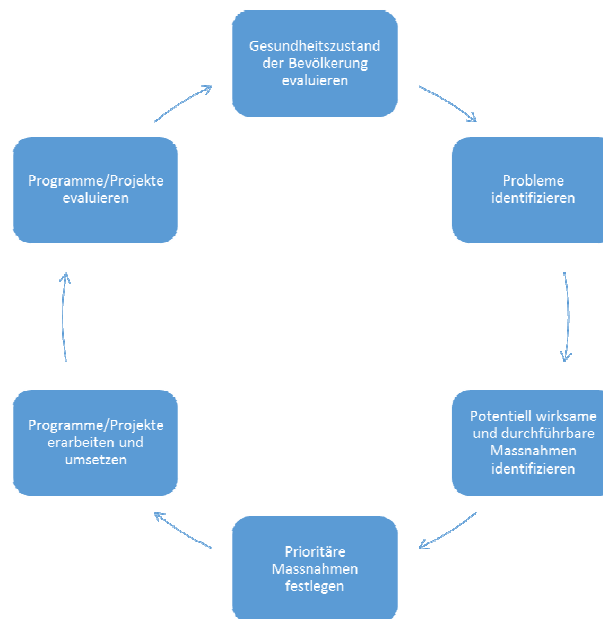 Gesundheitszustand
der Bevölkerung
evaluieren
Probleme
identifizieren
Potentiell wirksame
und durchführbare
Massnahmen
identifizieren
Prioritäre
Massnahmen
festlegen
Programme/Projekte
erarbeiten und
umsetzen
Programme/Projekte
evaluieren